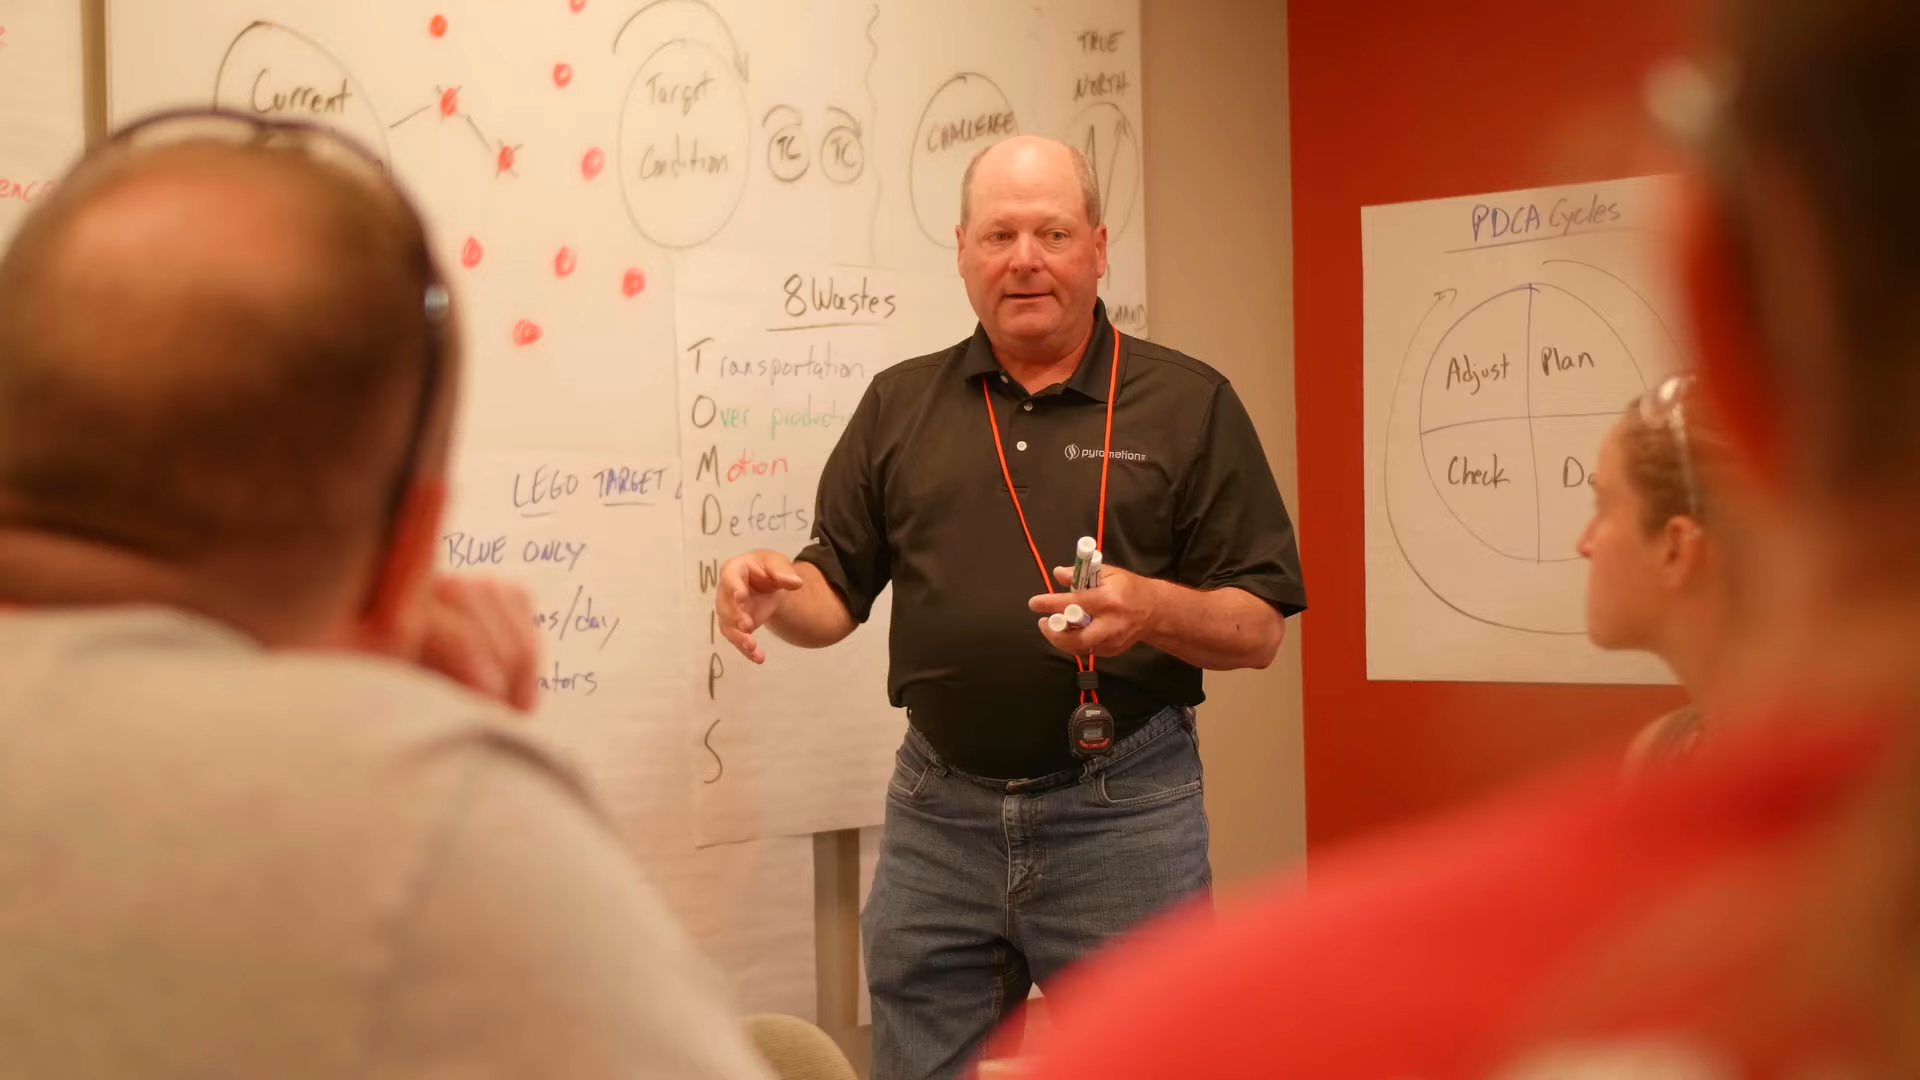 Current
Target
Condition
TC
TC
CHALLENGE
TRUE
NORTH
8 Wastes
Transportation
Over
Motion
Defects
W
I
P
S
LEGO TARGET
BLUE ONLY
/day
pyromation
PDCA Cycles
Adjust
Plan
Check
Do